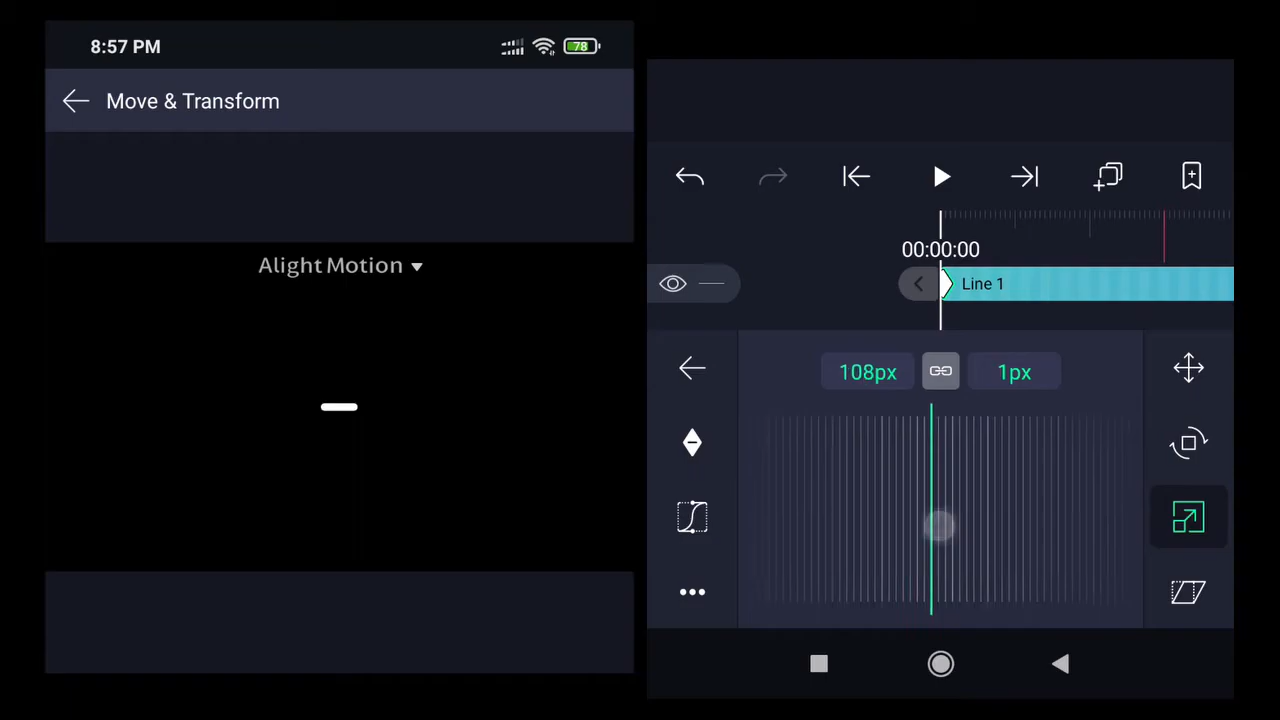 8:57 PM
78
Move & Transform
Alight Motion
00:00:00
Line 1
108px
1px